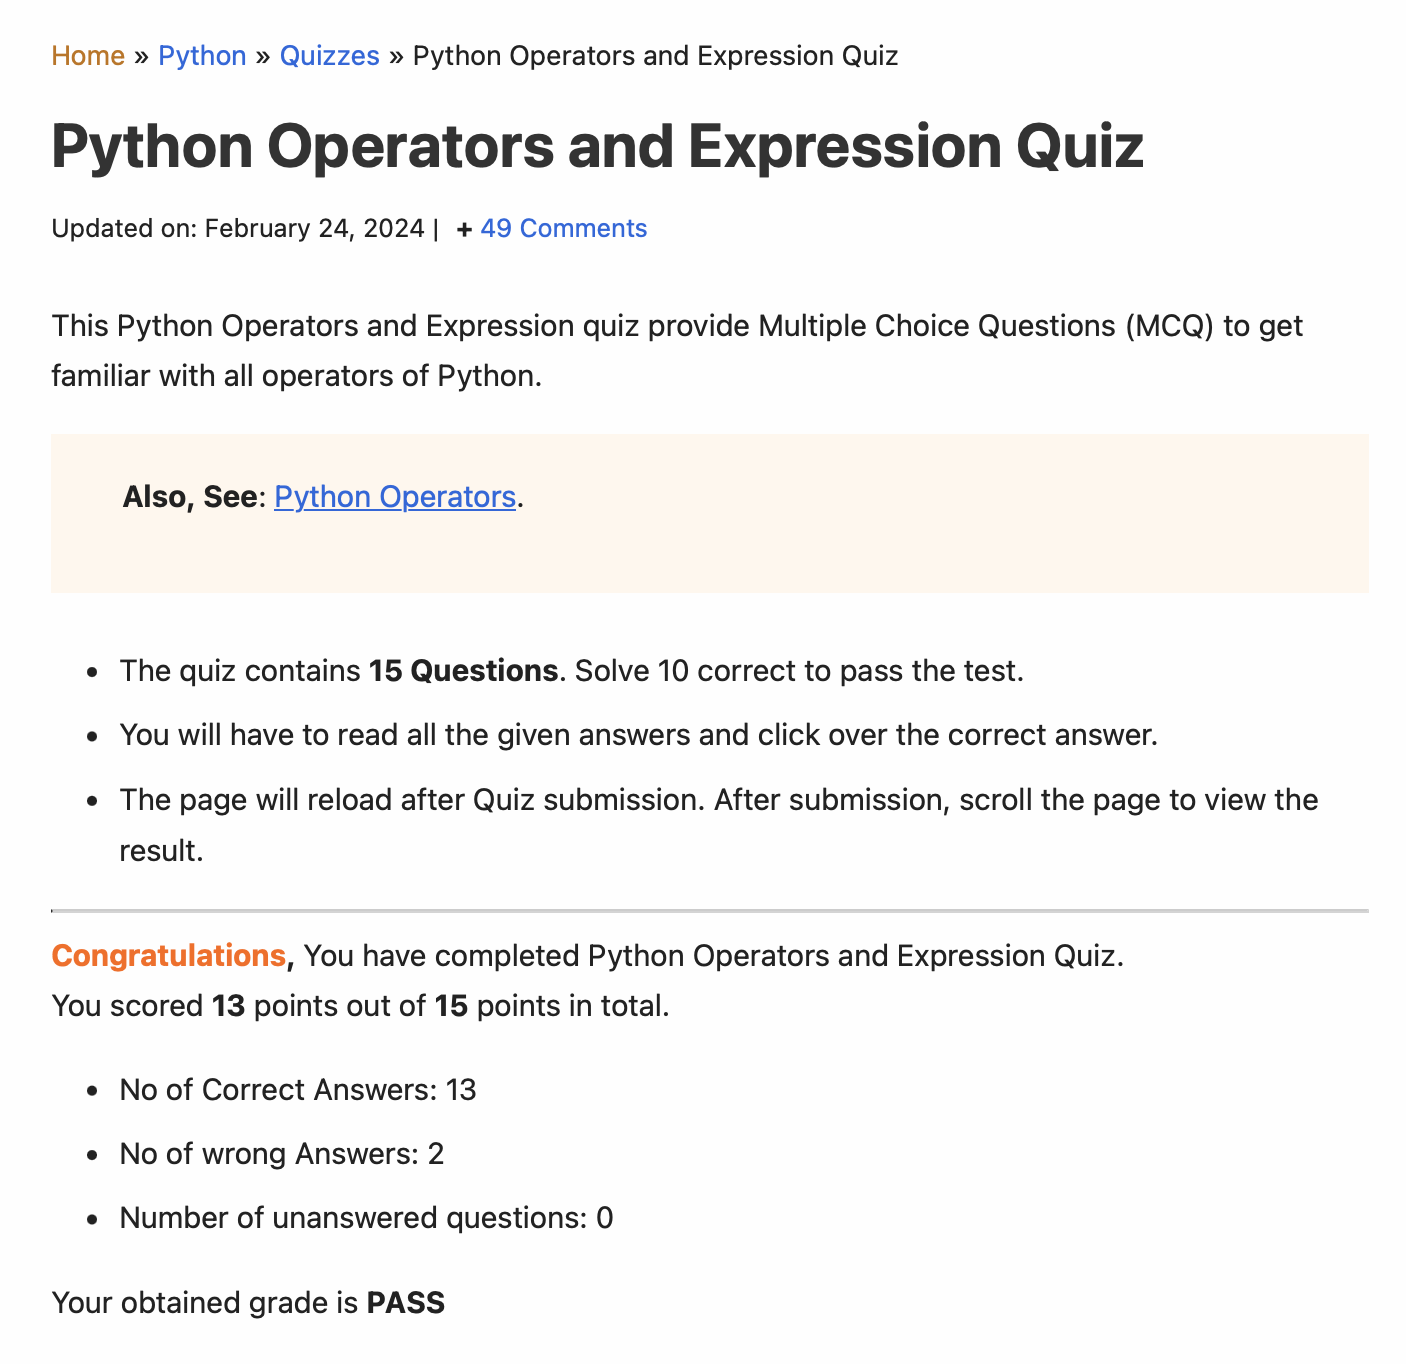 Home » Python » Quizzes » Python Operators and Expression Quiz
Python Operators and Expression Quiz
Updated on: February 24, 2024 | + 49 Comments
This Python Operators and Expression quiz provide Multiple Choice Questions (MCQ) to get
familiar with all operators of Python.
Also, See: Python Operators.
• The quiz contains 15 Questions. Solve 10 correct to pass the test.
• You will have to read all the given answers and click over the correct answer.
• The page will reload after Quiz submission. After submission, scroll the page to view the
result.
Congratulations, You have completed Python Operators and Expression Quiz.
You scored 13 points out of 15 points in total.
• No of Correct Answers: 13
• No of wrong Answers: 2
• Number of unanswered questions: 0
Your obtained grade is PASS